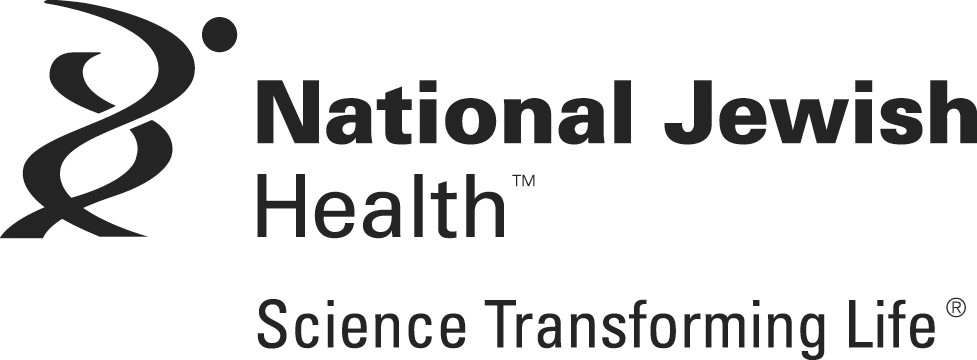 National Jewish
Health™
Science Transforming Life®